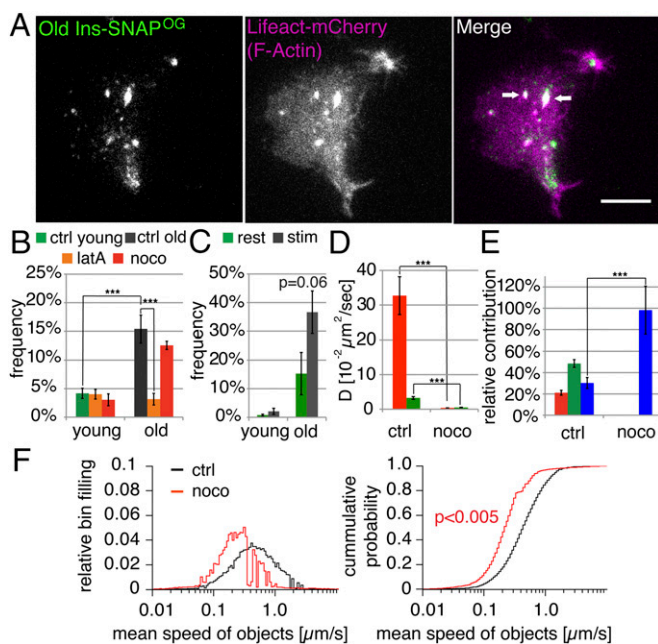 A
Old Ins-SNAPOG
Lifeact-mCherry
(F-Actin)
Merge
B
ctrl young
ctrl old
latA
noco
25%
20%
15%
10%
5%
0%
frequency
***
***
young
old
C
rest
stim
50%
40%
30%
20%
10%
0%
frequency
p=0.06
young
old
D
40
30
20
10
0
D [10-2 µm2/sec]
***
***
ctrl
noco
E
120%
100%
80%
60%
40%
20%
0%
relative contribution
***
ctrl
noco
F
0.1
0.08
0.06
0.04
0.02
0
relative bin filling
ctrl
noco
0.01
0.1
1.0
mean speed of objects [µm/s]
1.0
0.8
0.6
0.4
0.2
0
cummulative
probability
p<0.005
0.01
0.1
1.0
mean speed of objects [µm/s]